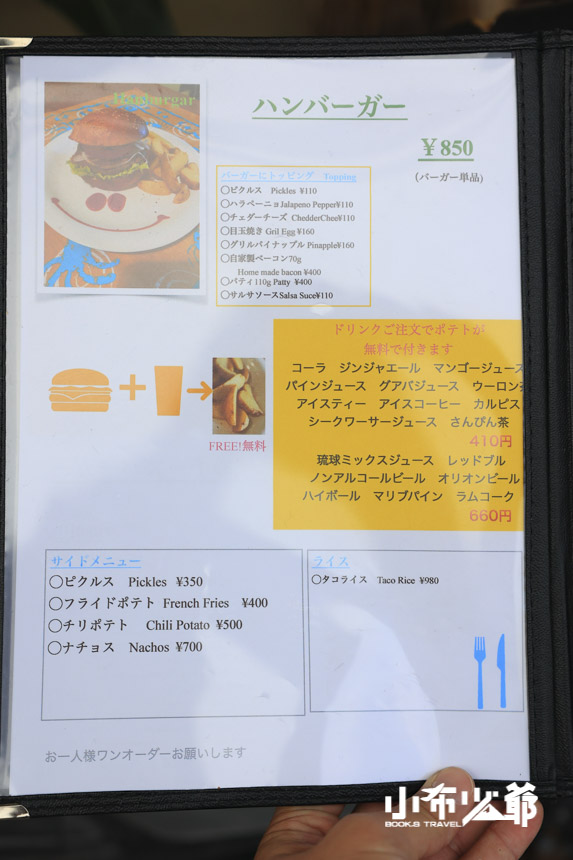 Hamburgar
ハンバーガー
￥850
（バーガー単品）
バーガーにトッピング Topping
〇ピクルス Pickles ¥110
〇ハラペーニョJalapeno Pepper¥110
〇チェダーチーズ ChedderChee¥110
〇目玉焼き Gril Egg ¥160
〇グリルパイナップル Pinapple¥160
〇自家製ベーコン70g
Home made bacon ¥400
〇パティ110g Patty ¥400
〇サルサソースSalsa Suce¥110
ドリンクご注文でポテトが
無料で付きます
コーラ ジンジャエール マンゴージュース
パインジュース グアバジュース ウーロン茶
アイスティー アイスコーヒー カルピス
シークワーサージュース さんぴん茶
410円
琉球ミックスジュース レッドブル
ノンアルコールビール オリオンビール
ハイボール マリブパイン ラムコーク
660円
FREE!無料
サイドメニュー
〇ピクルス Pickles ¥350
〇フライドポテト French Fries ¥400
〇チリポテト Chili Potato ¥500
〇ナチョス Nachos ¥700
ライス
〇タコライス Taco Rice ¥980
お一人様ワンオーダーお願いします
小布少爺
BOOK.S TRAVEL